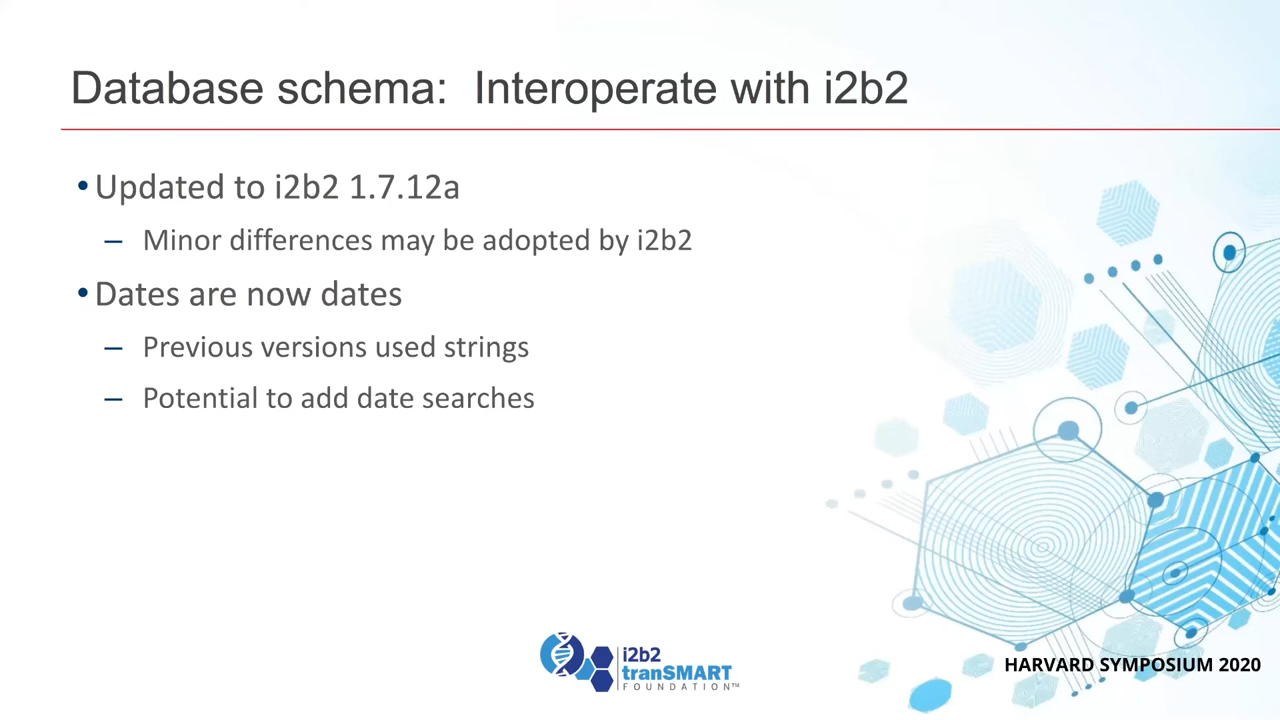 Database schema: Interoperate with i2b2
• Updated to i2b2 1.7.12a
– Minor differences may be adopted by i2b2
• Dates are now dates
– Previous versions used strings
– Potential to add date searches
i2b2
tranSMART
FOUNDATION™
HARVARD SYMPOSIUM 2020